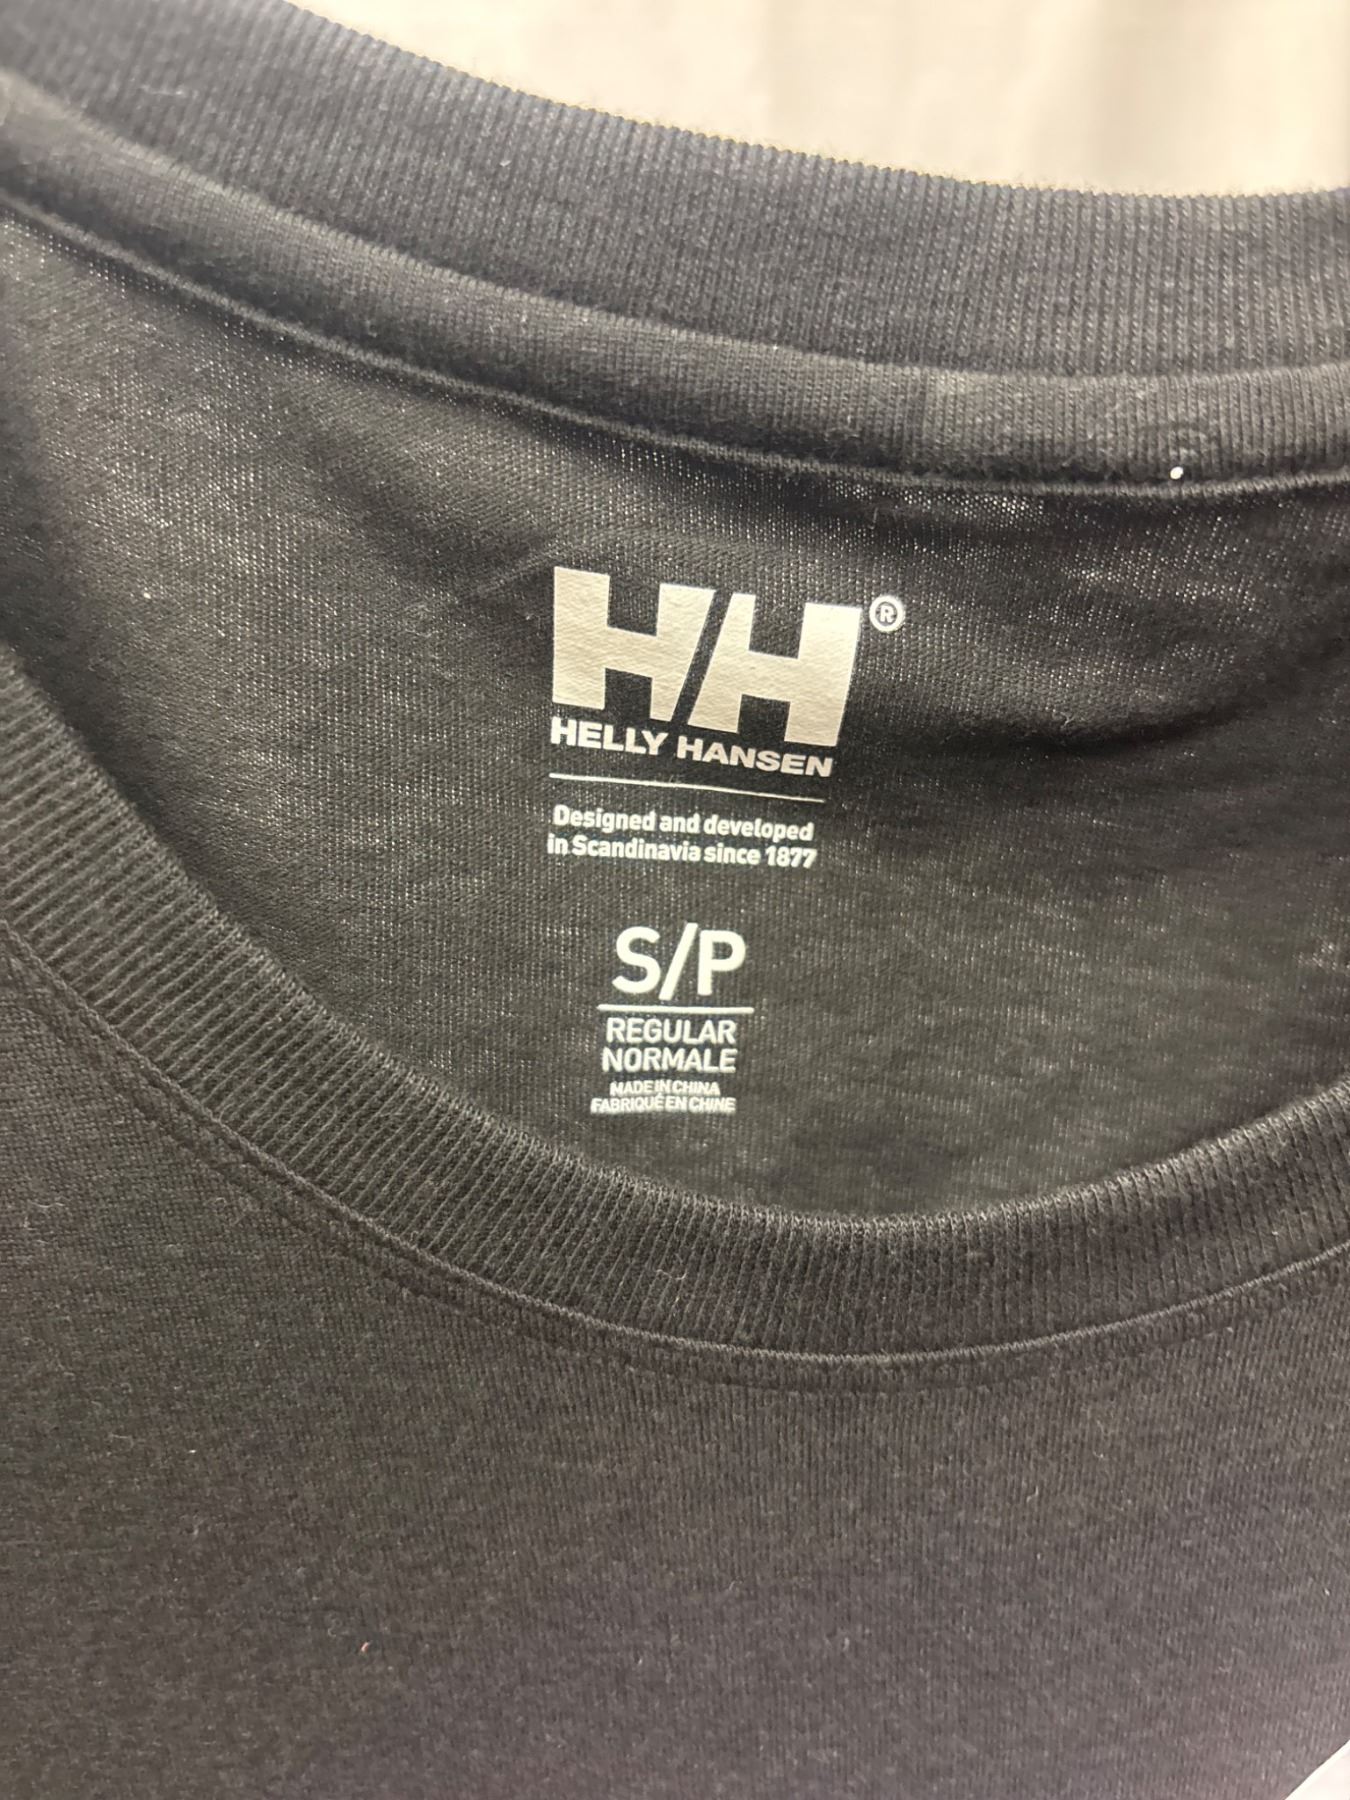 HH®
HELLY HANSEN
Designed and developed
in Scandinavia since 1877
S/P
REGULAR
NORMALE
MADE IN CHINA
FABRIQUÉ EN CHINE